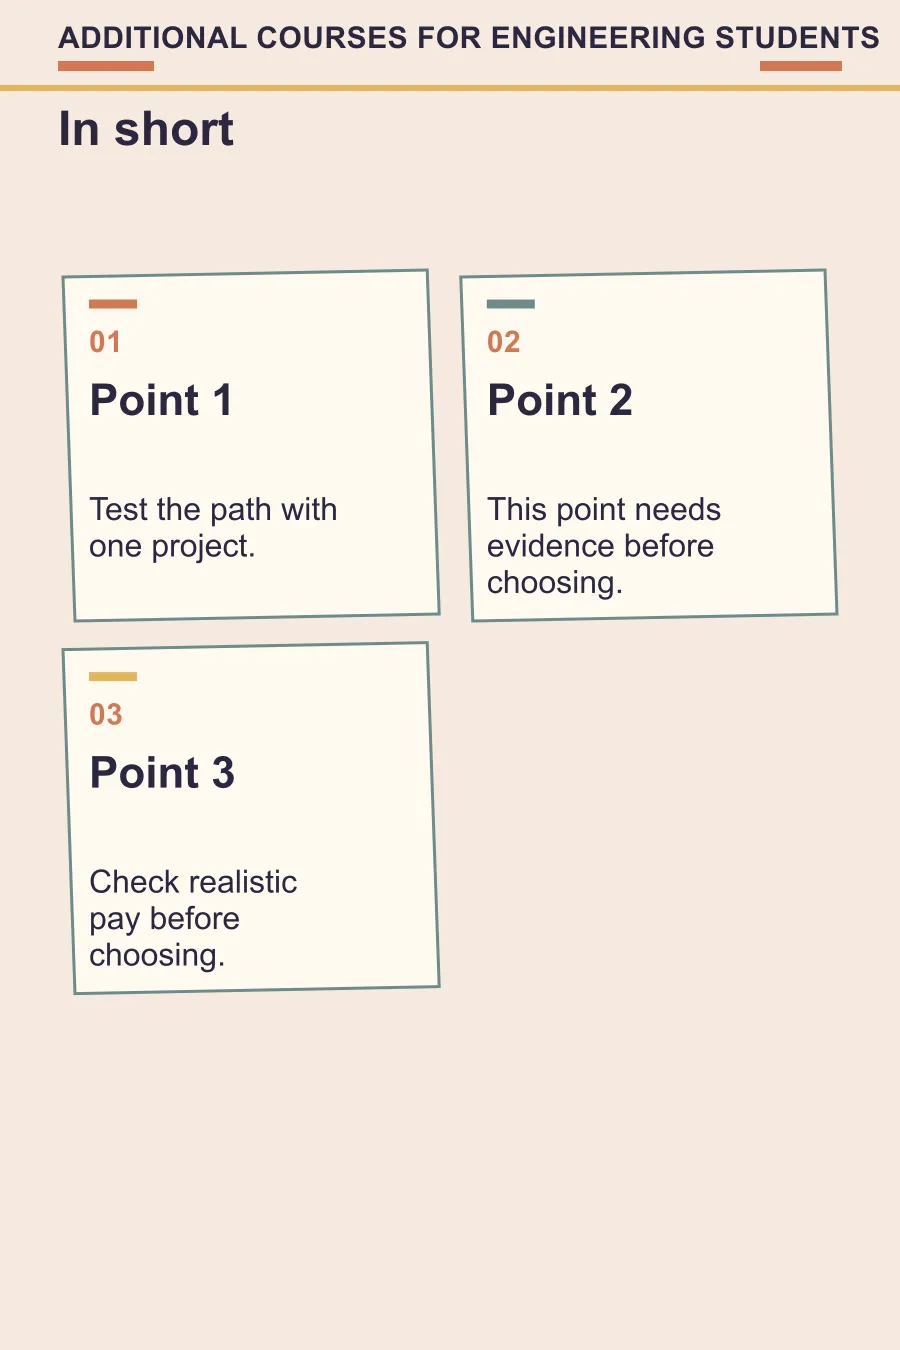 ADDITIONAL COURSES FOR ENGINEERING STUDENTS
In short
01
Point 1
Test the path with
one project.
02
Point 2
This point needs
evidence before
choosing.
03
Point 3
Check realistic
pay before
choosing.